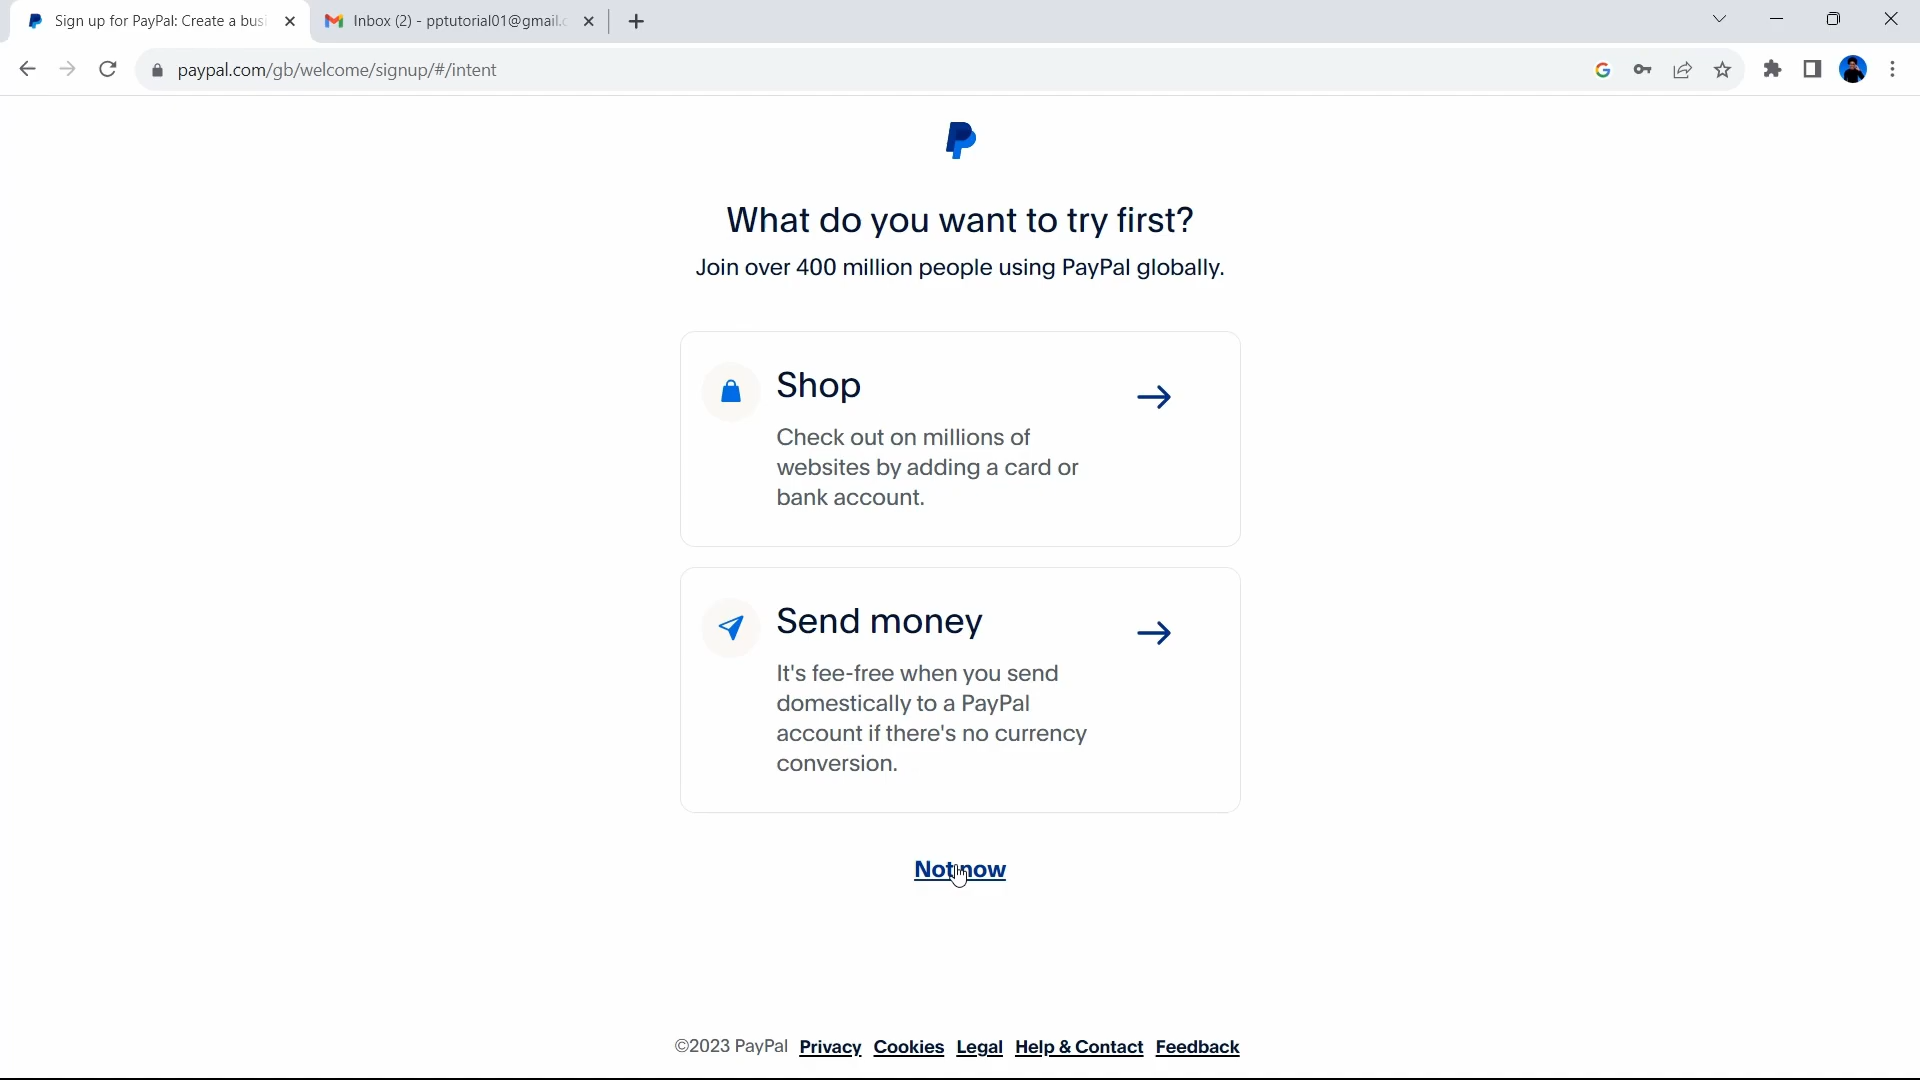 Sign up for PayPal: Create a busi
Inbox (2) - pptutorial01@gmail.c
paypal.com/gb/welcome/signup/#/intent
What do you want to try first?
Join over 400 million people using PayPal globally.
Shop
Check out on millions of
websites by adding a card or
bank account.
Send money
It's fee-free when you send
domestically to a PayPal
account if there's no currency
conversion.
Not now
©2023 PayPal Privacy Cookies Legal Help & Contact Feedback